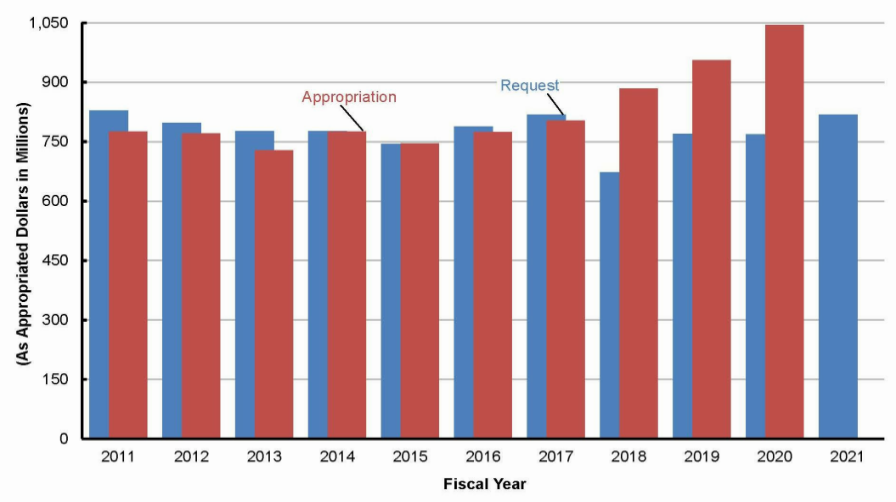 1,050
900
750
600
450
300
150
0
(As Appropriated Dollars in Millions)
Appropriation
Request
2011 2012 2013 2014 2015 2016 2017 2018 2019 2020 2021
Fiscal Year